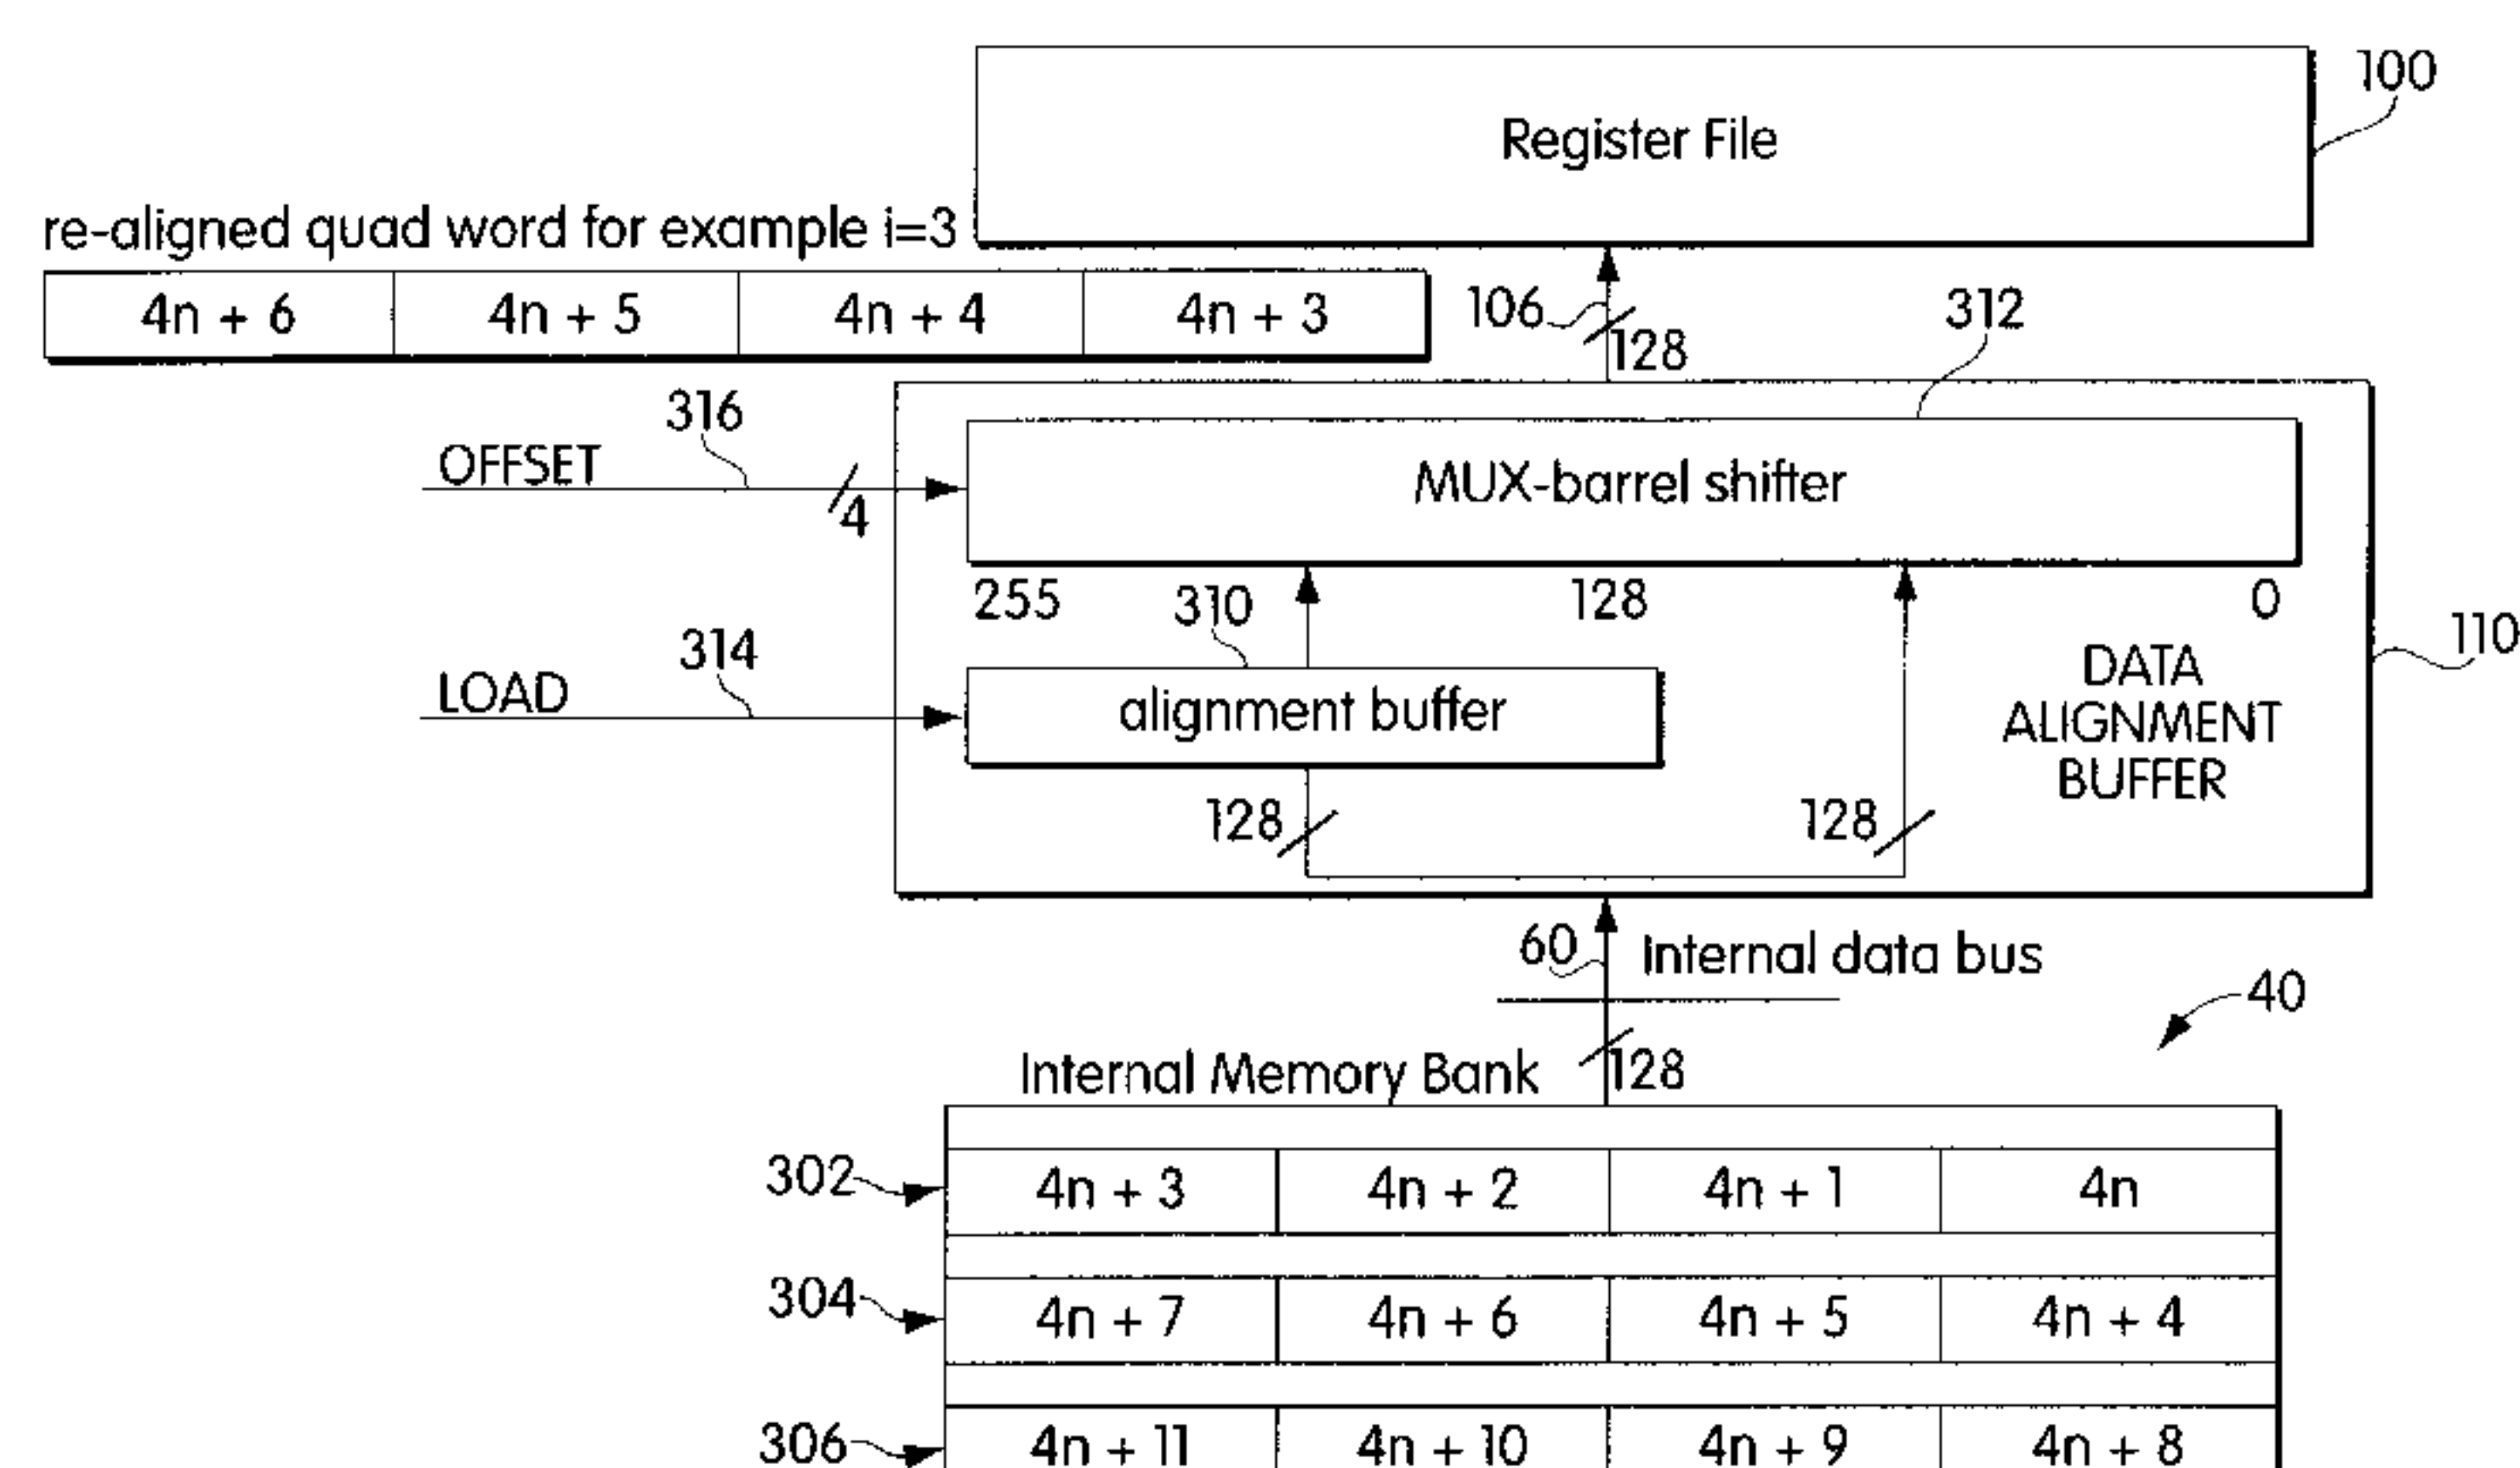 100
Register File
re-aligned quad word for example i=3
4n + 6 4n + 5 4n + 4 4n + 3
106
128
312
316
OFFSET
4
MUX-barrel shifter
255 128 0
310
314
LOAD
alignment buffer
DATA
ALIGNMENT
BUFFER
110
128 128
60
Internal data bus
40
Internal Memory Bank
128
302 4n + 3 4n + 2 4n + 1 4n
304 4n + 7 4n + 6 4n + 5 4n + 4
306 4n + 11 4n + 10 4n + 9 4n + 8